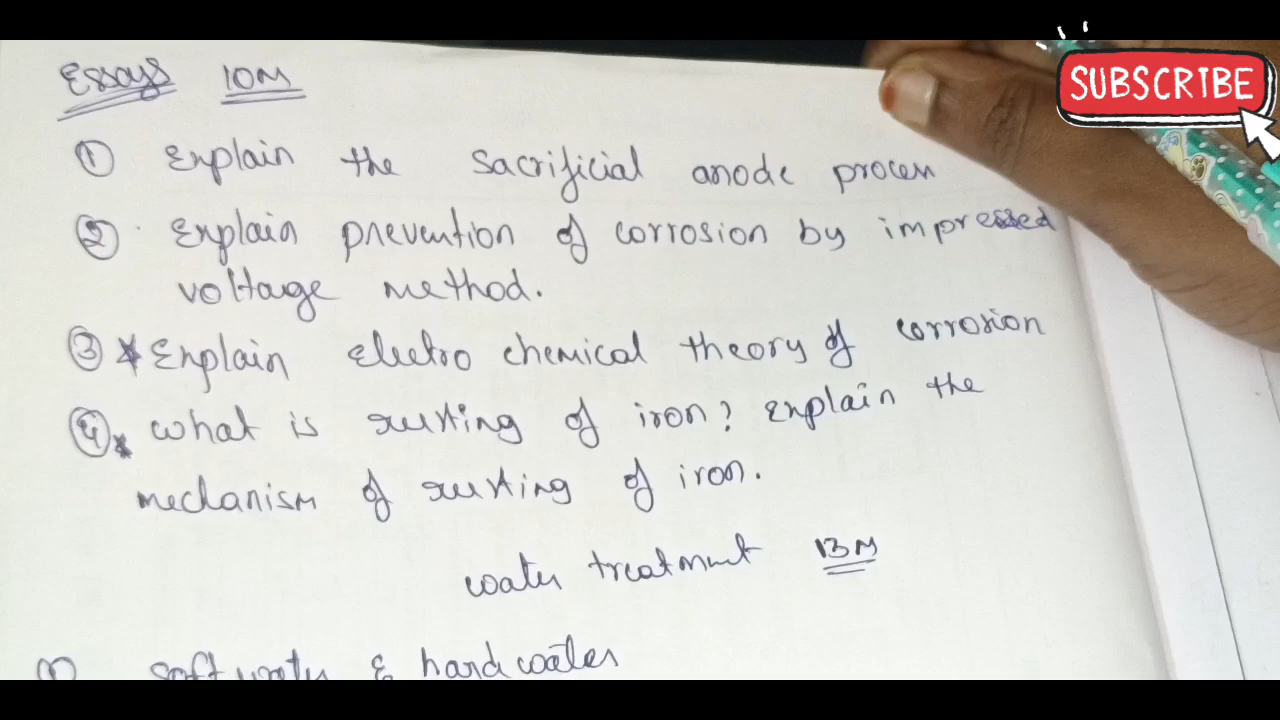 Essays 10M
SUBSCRIBE
① Explain the sacrificial anode process
② Explain prevention of corrosion by impressed
voltage method.
③ * Explain electro chemical theory of corrosion
④ * What is rusting of iron? Explain the
mechanism of rusting of iron.
water treatment 13M
① Soft water & hard water